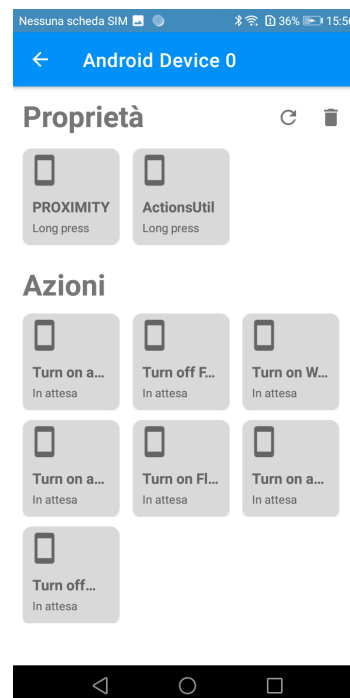 Nessuna scheda SIM 36% 15:50
Android Device 0
Proprietà
PROXIMITY ActionsUtil
Long press Long press
Azioni
Turn on a... Turn off F... Turn on W...
In attesa In attesa In attesa
Turn on a... Turn on Fl... Turn on a...
In attesa In attesa In attesa
Turn off...
In attesa